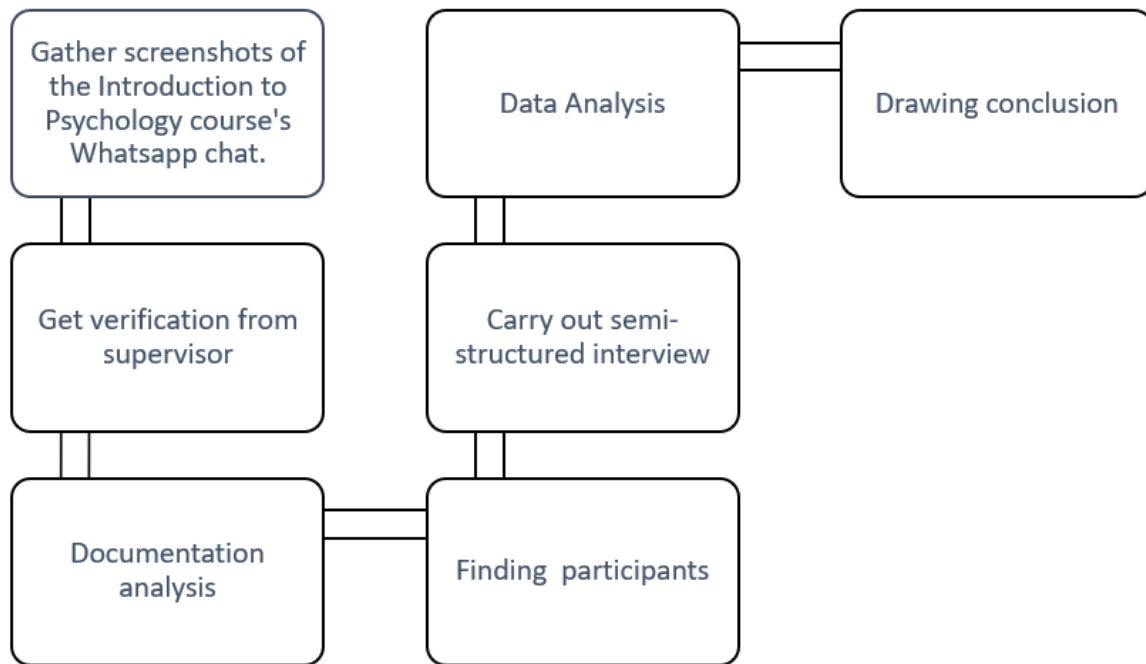 Gather screenshots of
the Introduction to
Psychology course's
Whatsapp chat.
Get verification from
supervisor
Documentation
analysis
Finding participants
Carry out semi-
structured interview
Data Analysis
Drawing conclusion